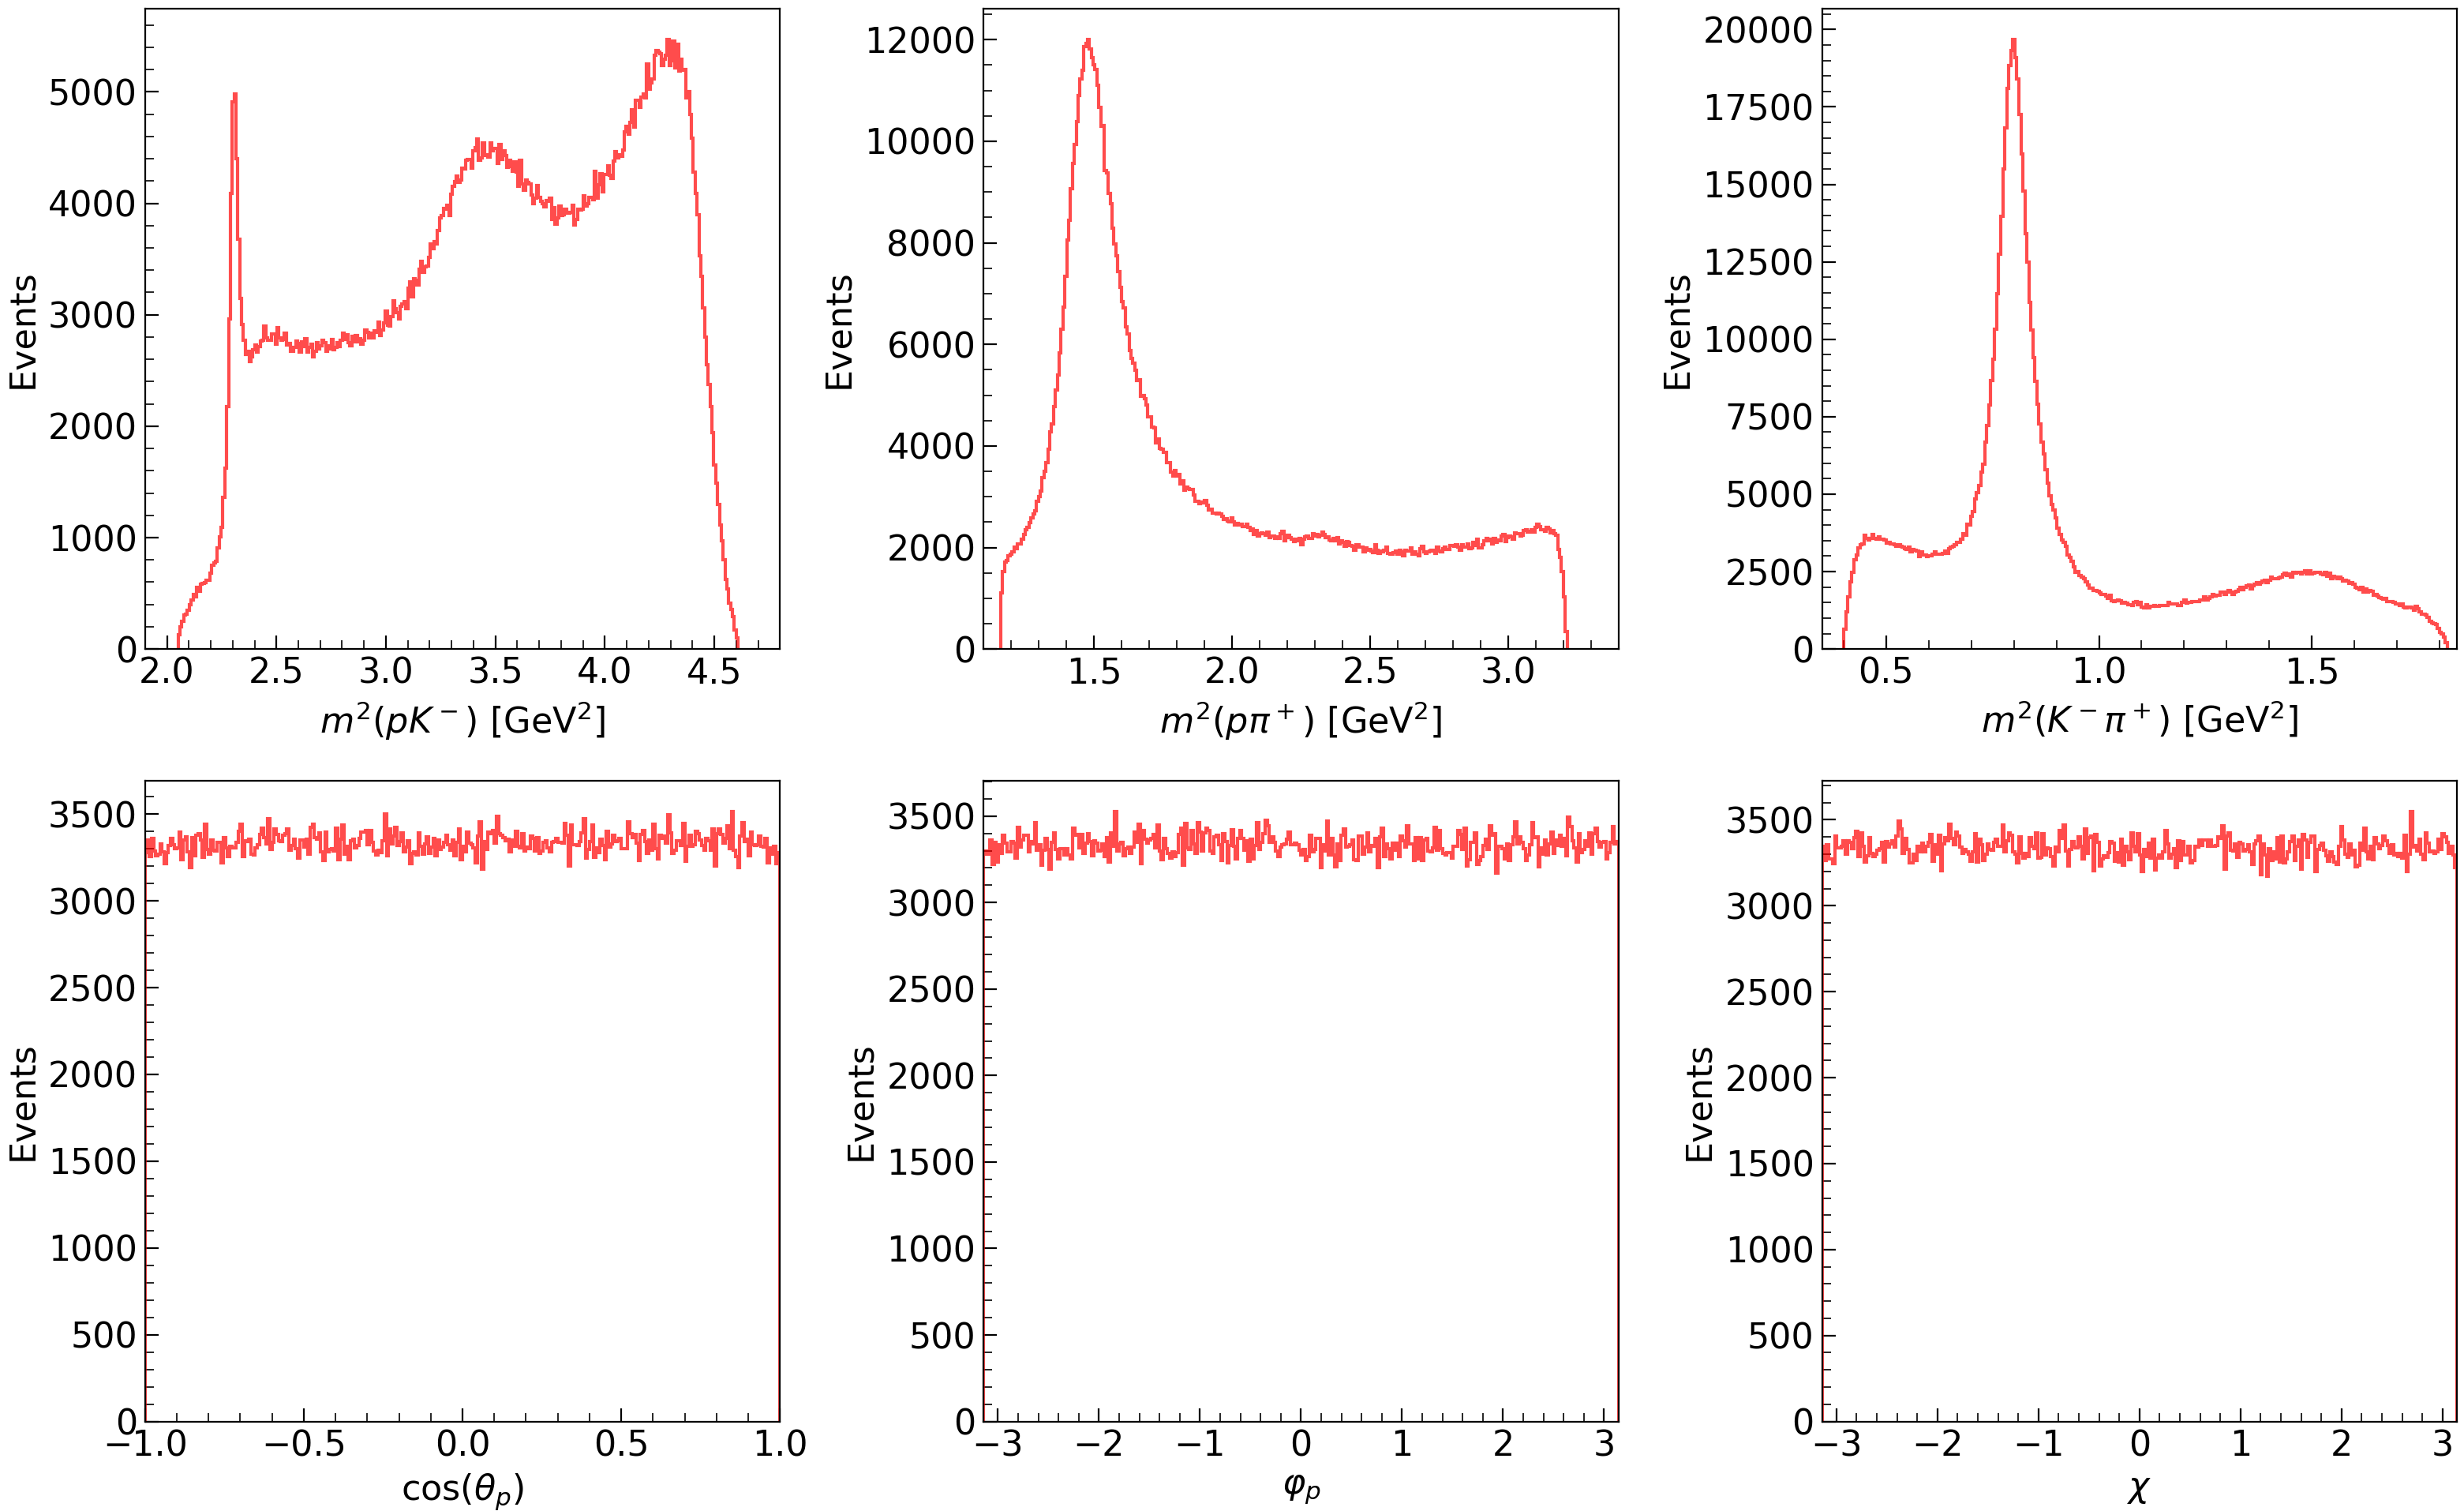 5000
4000
3000
2000
1000
0
Events
2.0 2.5 3.0 3.5 4.0 4.5
m²(pK⁻) [GeV²]
12000
10000
8000
6000
4000
2000
0
Events
1.5 2.0 2.5 3.0
m²(pπ⁺) [GeV²]
20000
17500
15000
12500
10000
7500
5000
2500
0
Events
0.5 1.0 1.5
m²(K⁻π⁺) [GeV²]
3500
3000
2500
2000
1500
1000
500
0
Events
−1.0 −0.5 0.0 0.5 1.0
cos(θₚ)
3500
3000
2500
2000
1500
1000
500
0
Events
−3 −2 −1 0 1 2 3
φₚ
3500
3000
2500
2000
1500
1000
500
0
Events
−3 −2 −1 0 1 2 3
χ